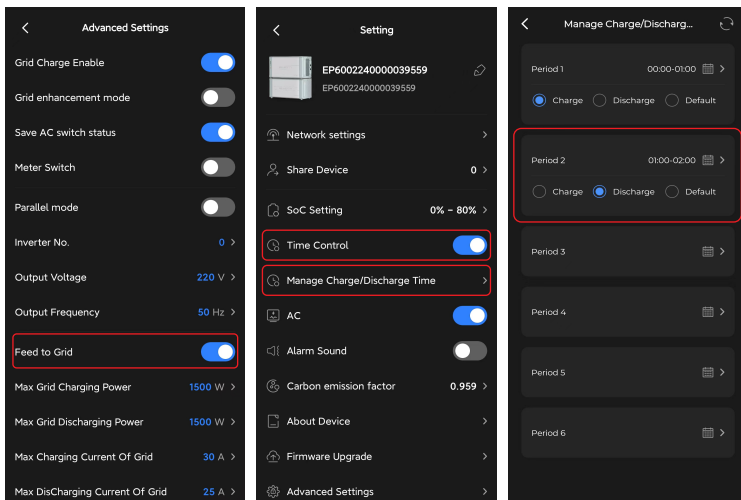 Advanced Settings
Grid Charge Enable
Grid enhancement mode
Save AC switch status
Meter Switch
Parallel mode
Inverter No. 0
Output Voltage 220 V
Output Frequency 50 Hz
Feed to Grid
Max Grid Charging Power 1500 W
Max Grid Discharging Power 1500 W
Max Charging Current Of Grid 30 A
Max DisCharging Current Of Grid 25 A
Setting
EP6002240000039559
EP6002240000039559
Network settings
Share Device 0
SoC Setting 0% ~ 80%
Time Control
Manage Charge/Discharge Time
AC
Alarm Sound
Carbon emission factor 0.959
About Device
Firmware Upgrade
Advanced Settings
Manage Charge/Discharg...
Period 1 00:00-01:00
Charge Discharge Default
Period 2 01:00-02:00
Charge Discharge Default
Period 3
Period 4
Period 5
Period 6